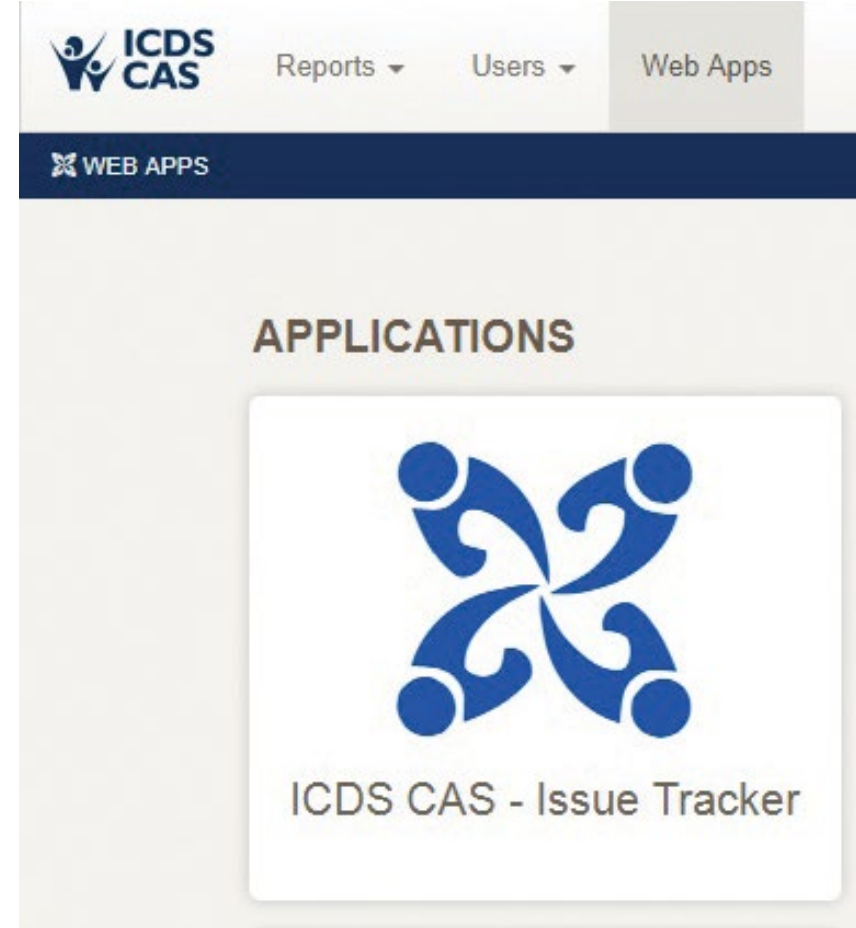 ICDS
CAS
Reports
Users
Web Apps
WEB APPS
APPLICATIONS
ICDS CAS - Issue Tracker